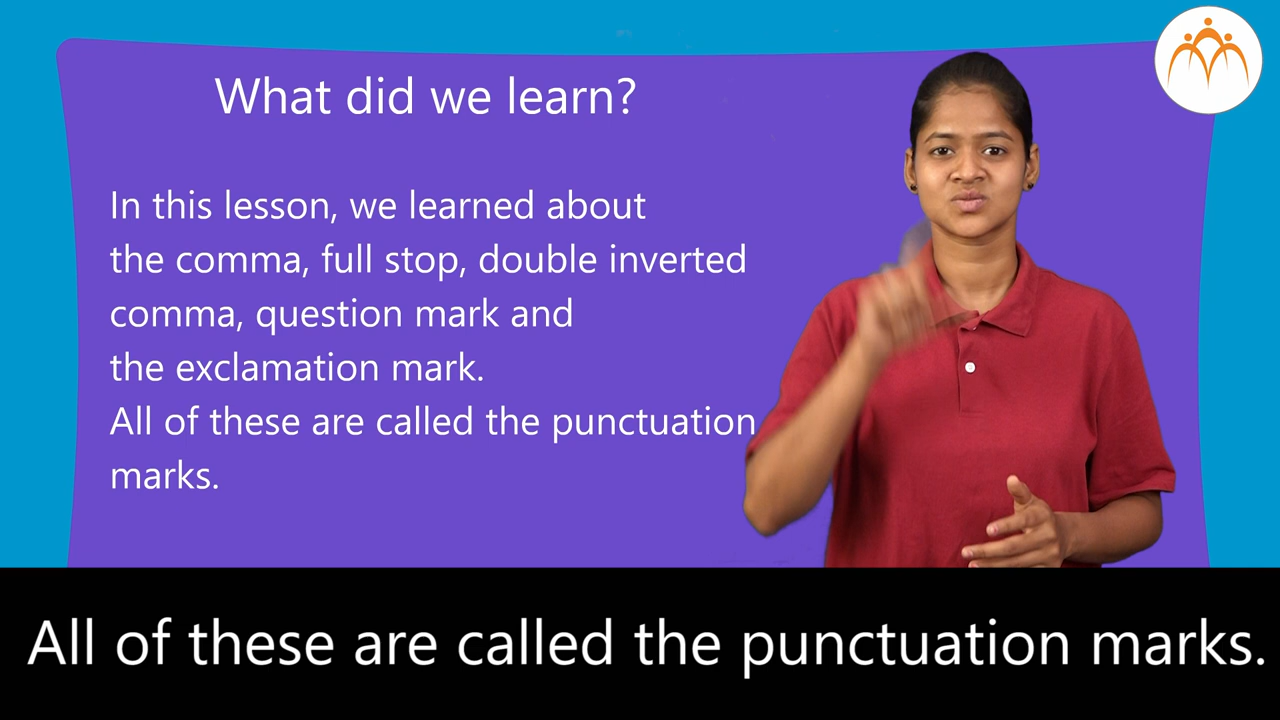 What did we learn?
In this lesson, we learned about
the comma, full stop, double inverted
comma, question mark and
the exclamation mark.
All of these are called the punctuation
marks.
All of these are called the punctuation marks.